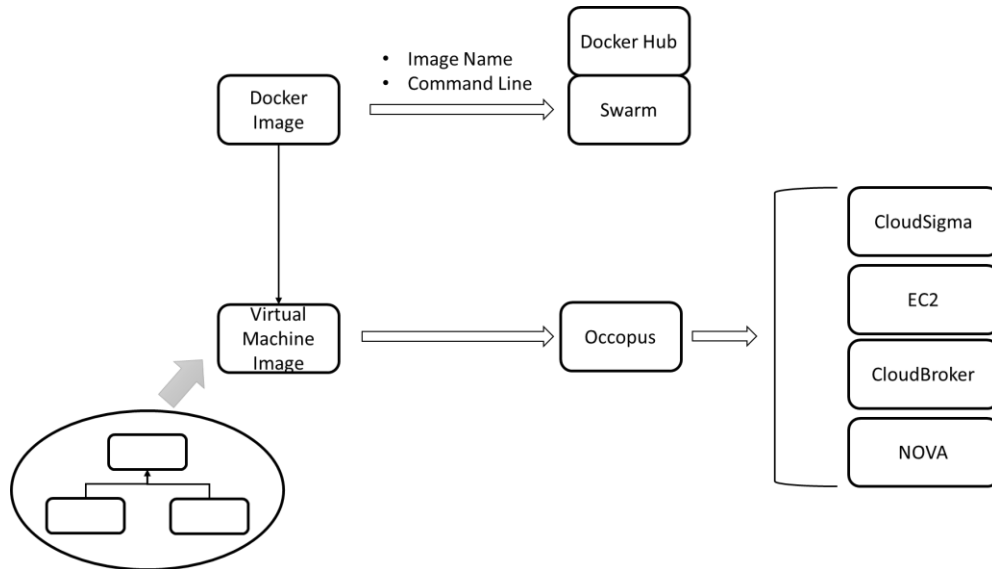 Docker Hub
• Image Name
• Command Line
Docker
Image
Swarm
CloudSigma
EC2
Virtual
Machine
Image
Occopus
CloudBroker
NOVA